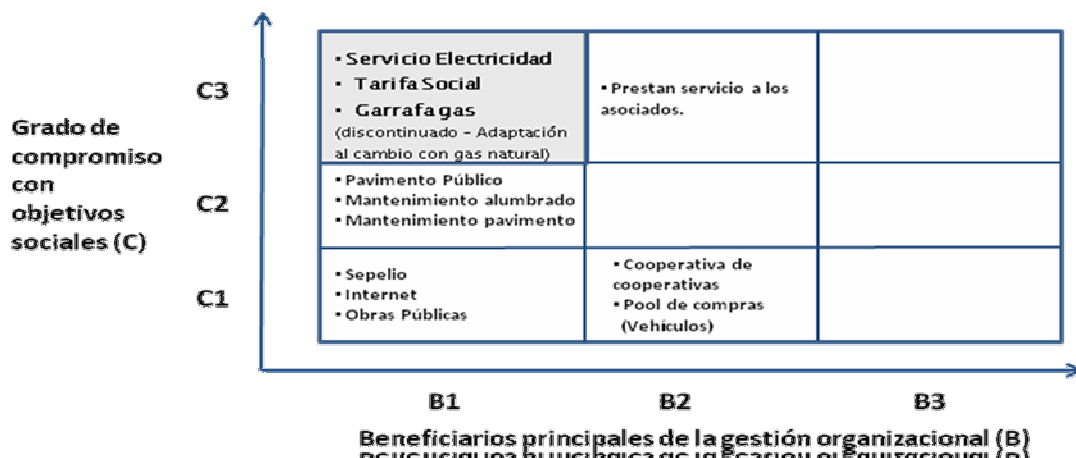 Grado de
compromiso
con
objetivos
sociales (C)
C3
▪ Servicio Electricidad
▪ Tarifa Social
▪ Garrafa gas
(discontinuado – Adaptación
al cambio con gas natural)
▪ Prestan servicio a los
asociados.
C2
▪ Pavimento Público
▪ Mantenimiento alumbrado
▪ Mantenimiento pavimento
C1
▪ Sepelio
▪ Internet
▪ Obras Públicas
▪ Cooperativa de
cooperativas
▪ Pool de compras
(Vehículos)
B1
B2
B3
Beneficiarios principales de la gestión organizacional (B)